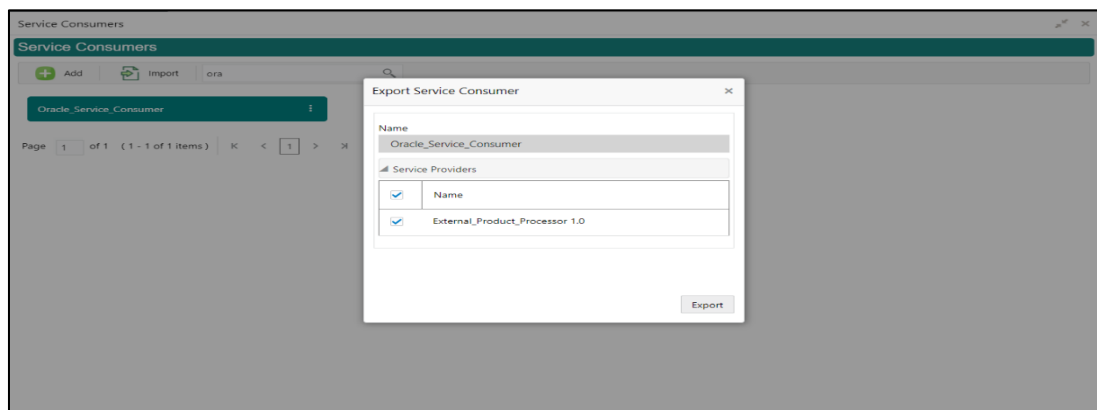 Service Consumers
Service Consumers
Add Import ora
Oracle_Service_Consumer
Page 1 of 1 (1 - 1 of 1 items) K < 1 > >|
Export Service Consumer
Name
Oracle_Service_Consumer
Service Providers
Name
External_Product_Processor 1.0
Export